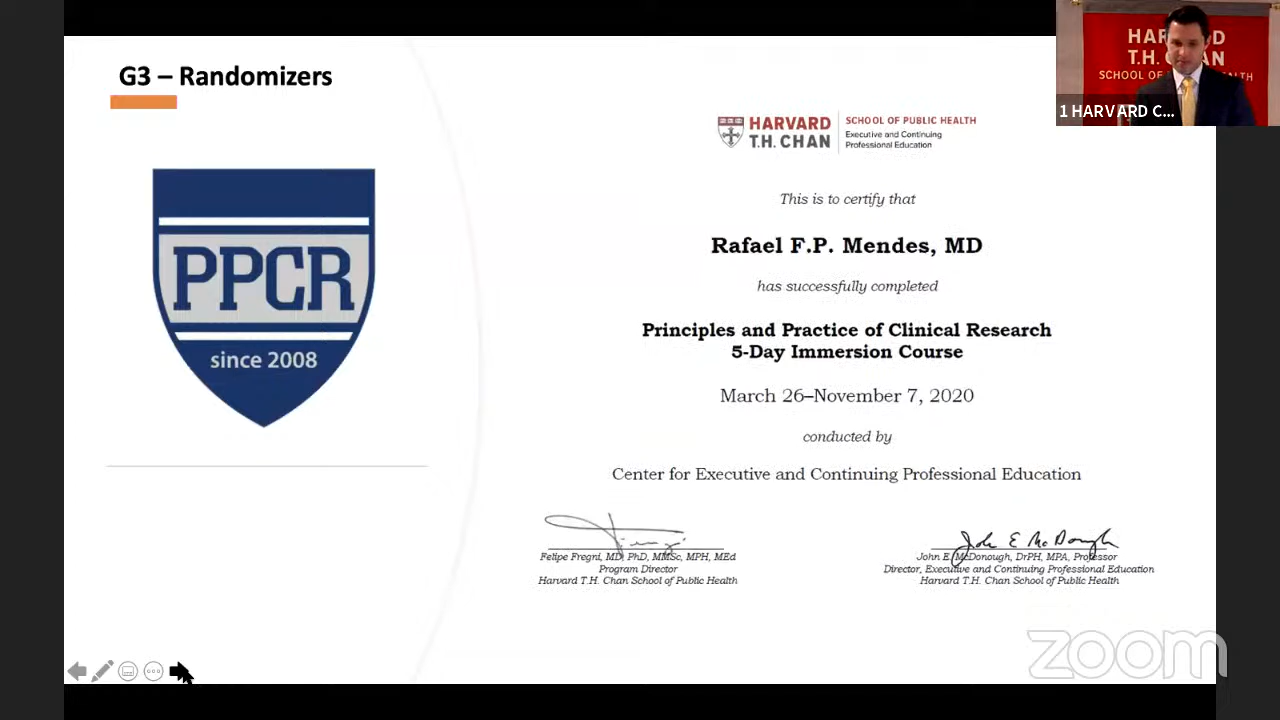 G3 – Randomizers
HARVARD
T.H. CHAN
SCHOOL OF PUBLIC HEALTH
Executive and Continuing
Professional Education
PPCR
since 2008
This is to certify that
Rafael F.P. Mendes, MD
has successfully completed
Principles and Practice of Clinical Research
5-Day Immersion Course
March 26–November 7, 2020
conducted by
Center for Executive and Continuing Professional Education
John E McDonough
Felipe Fregni, MD, PhD, MMSc, MPH, MEd
Program Director
Harvard T.H. Chan School of Public Health
John E. McDonough, DrPH, MPA, Professor
Director, Executive and Continuing Professional Education
Harvard T.H. Chan School of Public Health
1 HARVARD C...
zoom